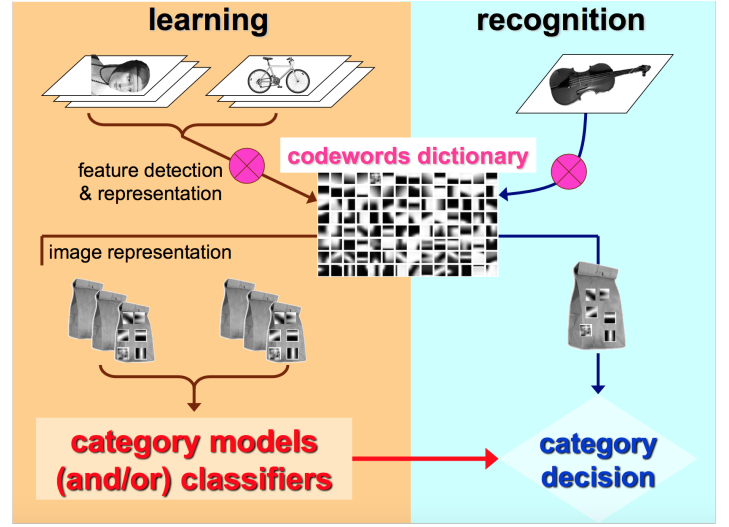 learning
recognition
codewords dictionary
feature detection
& representation
image representation
category models
(and/or) classifiers
category
decision